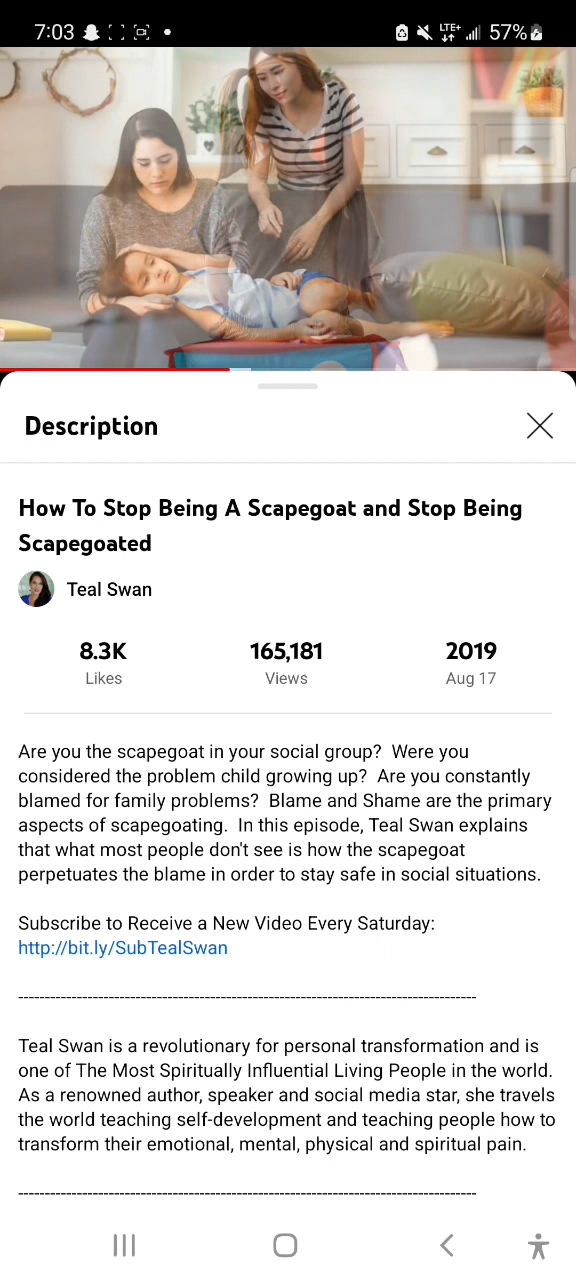 7:03
LTE+
57%
Description
How To Stop Being A Scapegoat and Stop Being
Scapegoated
Teal Swan
8.3K
165,181
2019
Likes
Views
Aug 17
Are you the scapegoat in your social group?  Were you
considered the problem child growing up?  Are you constantly
blamed for family problems?  Blame and Shame are the primary
aspects of scapegoating.  In this episode, Teal Swan explains
that what most people don't see is how the scapegoat
perpetuates the blame in order to stay safe in social situations.
Subscribe to Receive a New Video Every Saturday:
http://bit.ly/SubTealSwan
--------------------------------------------------------------------------------------
Teal Swan is a revolutionary for personal transformation and is
one of The Most Spiritually Influential Living People in the world.
As a renowned author, speaker and social media star, she travels
the world teaching self-development and teaching people how to
transform their emotional, mental, physical and spiritual pain.
--------------------------------------------------------------------------------------